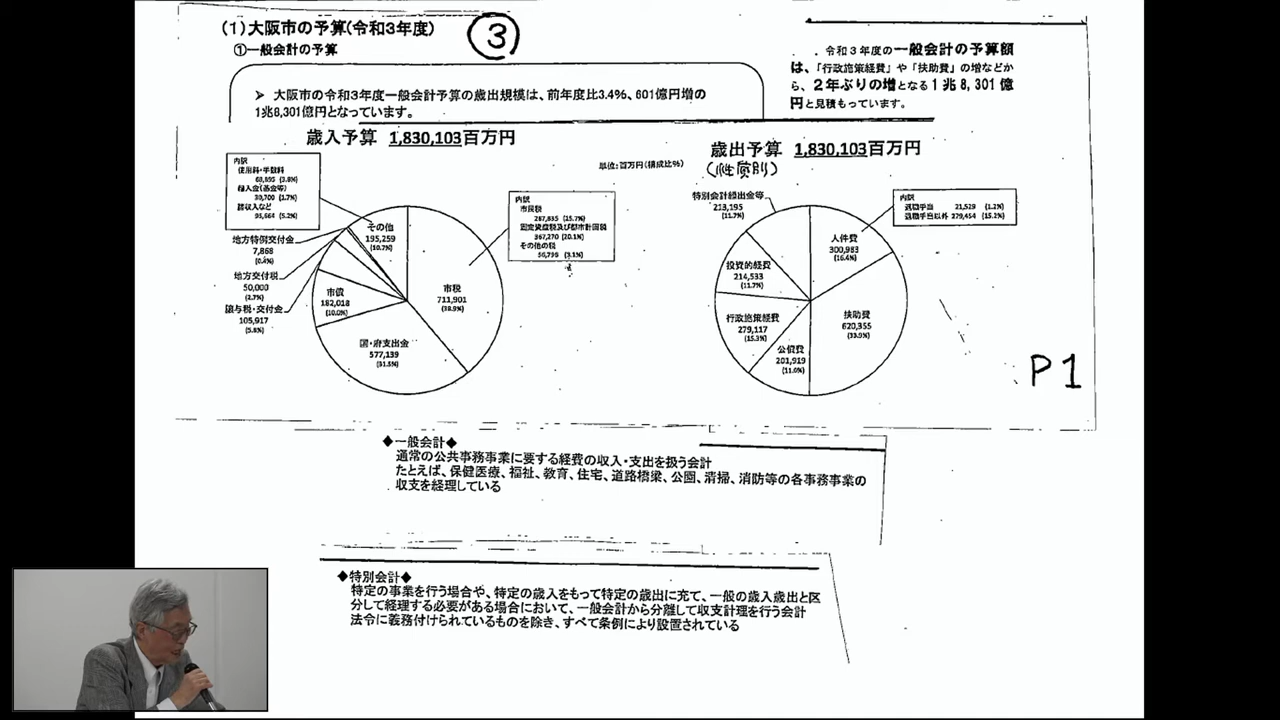 (1)大阪市の予算(令和3年度)
①一般会計の予算
③
➢ 大阪市の令和3年度一般会計予算の歳出規模は、前年度比3.4%、601億円増の
1兆8,301億円となっています。
令和3年度の一般会計の予算額
は、「行政施策経費」や「扶助費」の増などか
ら、2年ぶりの増となる1兆8,301億
円と見積もっています。
歳入予算 1,830,103百万円
単位:百万円(構成比%)
内訳
使用料・手数料
68,895 (3.8%)
繰入金(基金等)
30,700 (1.7%)
諸収入など
95,664 (5.2%)
地方特例交付金
7,868
(0.4%)
地方交付税
50,000
(2.7%)
譲与税・交付金
105,917
(5.8%)
その他
195,259
(10.7%)
市債
182,018
(10.0%)
国・府支出金
577,139
(31.5%)
市税
711,901
(38.9%)
内訳
市民税
287,835 (15.7%)
固定資産税及び都市計画税
367,270 (20.1%)
その他の税
56,796 (3.1%)
歳出予算 1,830,103百万円
(性質別)
特別会計繰出金等
213,195
(11.7%)
投資的経費
214,533
(11.7%)
行政施策経費
279,117
(15.3%)
公債費
201,919
(11.0%)
人件費
300,983
(16.4%)
扶助費
620,355
(33.9%)
内訳
退職手当 21,529 (1.2%)
退職手当以外 279,454 (15.2%)
P1
◆一般会計◆
通常の公共事務事業に要する経費の収入・支出を扱う会計
たとえば、保健医療、福祉、教育、住宅、道路橋梁、公園、清掃、消防等の各事務事業の
収支を経理している
◆特別会計◆
特定の事業を行う場合や、特定の歳入をもって特定の歳出に充て、一般の歳入歳出と区
分して経理する必要がある場合において、一般会計から分離して収支計理を行う会計
法令に義務付けられているものを除き、すべて条例により設置されている